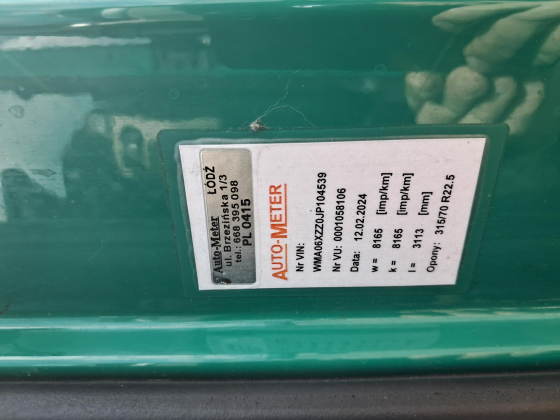 Auto-Meter ŁÓDŹ
ul. Brzezińska 1/3
tel.: 668 395 098
PL 0415
AUTO-METER
Nr VIN:
WMA06XZZ0JP104539
Nr VU: 0001058106
Data: 12.02.2024
w = 8165 [imp/km]
k = 8165 [imp/km]
l = 3113 [mm]
Opony: 315/70 R22.5